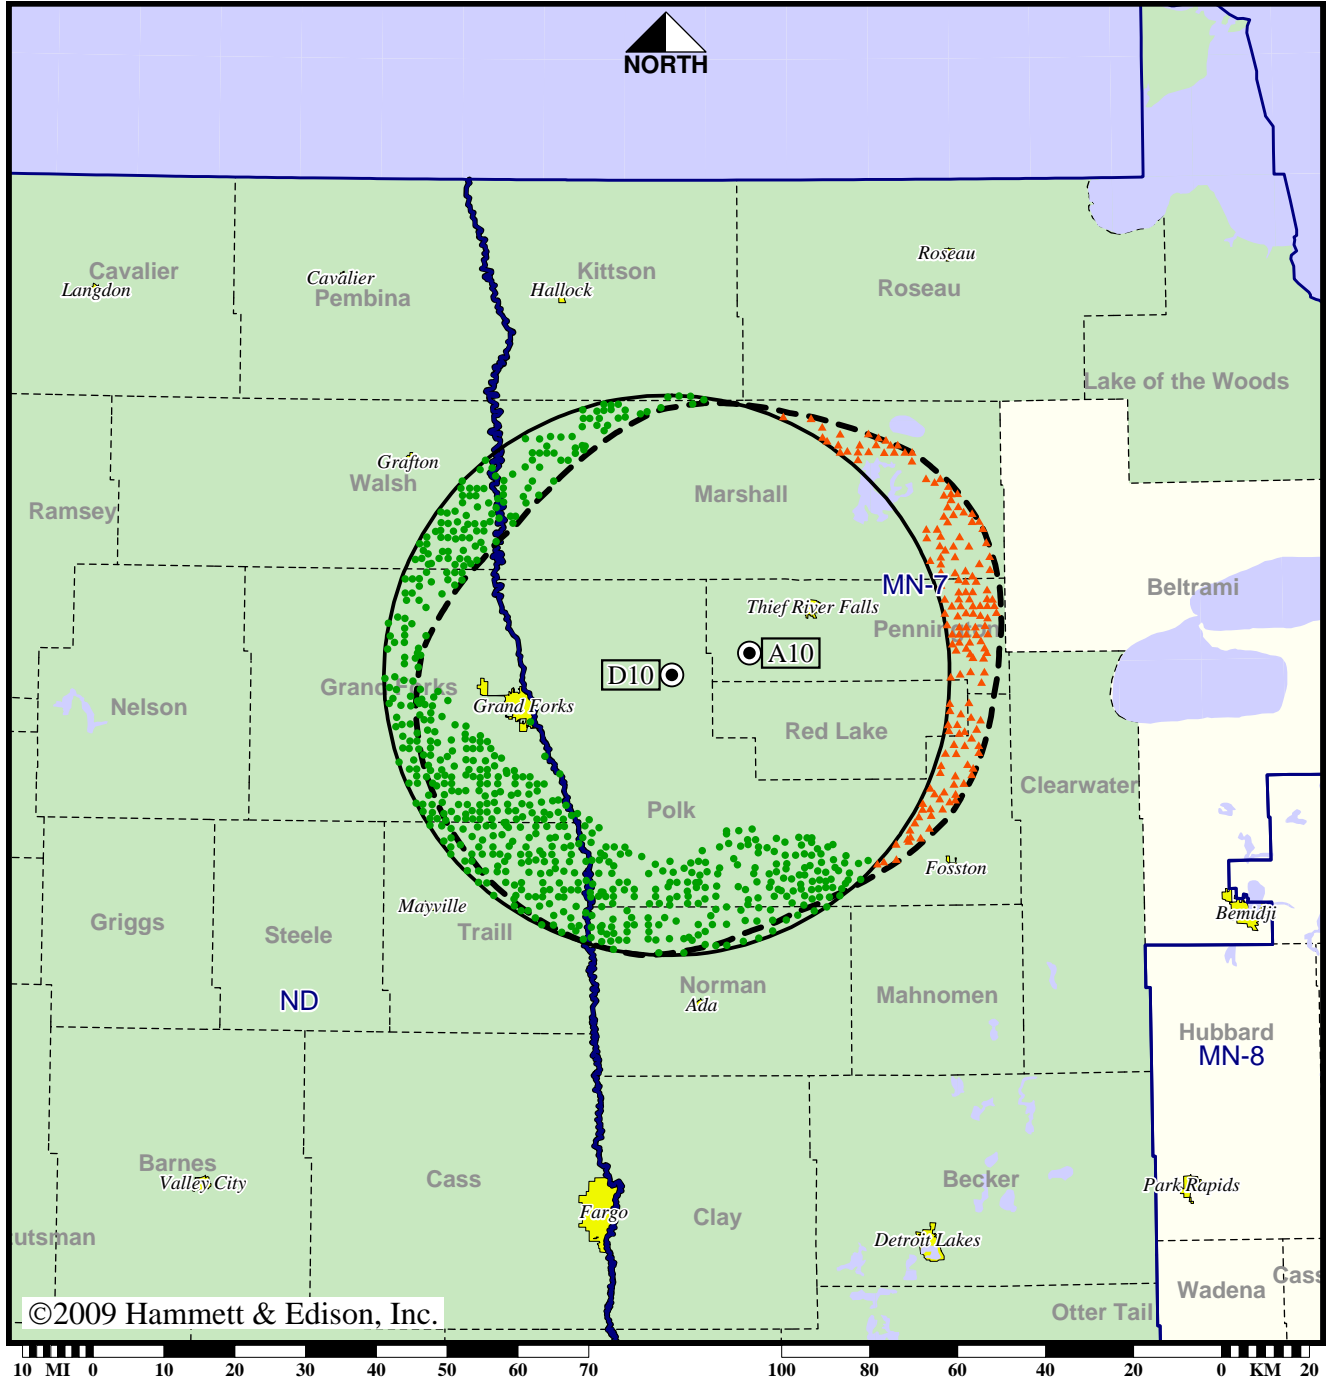 NORTH
Cavalier
Langdon
Cavalier
Pembina
Kittson
Hallock
Roseau
Roseau
Lake of the Woods
Grafton
Walsh
Ramsey
Marshall
MN-7
Beltrami
Thief River Falls
Pennington
A10
D10
Grand Forks
Grand Forks
Nelson
Red Lake
Clearwater
Polk
Fosston
Mayville
Bemidji
Griggs
Steele
Traill
ND
Norman
Ada
Mahnomen
Hubbard
MN-8
Barnes
Valley City
Cass
Becker
Park Rapids
Fargo
Clay
Detroit Lakes
utsman
Cass
Wadena
Otter Tail
©2009 Hammett & Edison, Inc.
10 MI 0 10 20 30 40 50 60 70 100 80 60 40 20 0 KM 20